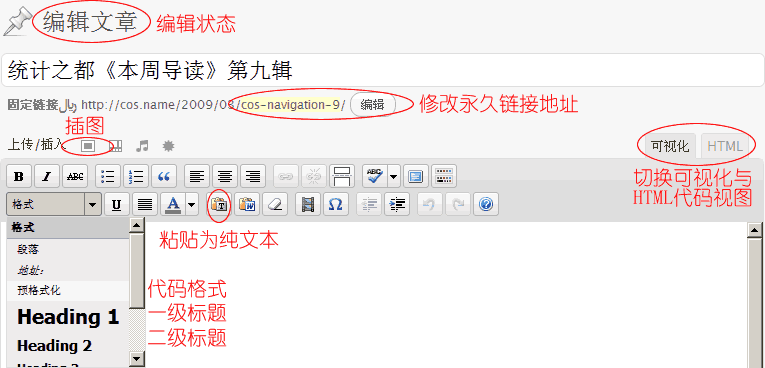 编辑文章 编辑状态
统计之都《本周导读》第九辑
固定链接 ﷼ http://cos.name/2009/03/cos-navigation-9/ 编辑 修改永久链接地址
插图
上传/插入 可视化 HTML
切换可视化与
HTML代码视图
B I ABC “ ABC
格式 U A T W Ω ?
格式
粘贴为纯文本
段落
地址:
预格式化 代码格式
Heading 1 一级标题
Heading 2 二级标题